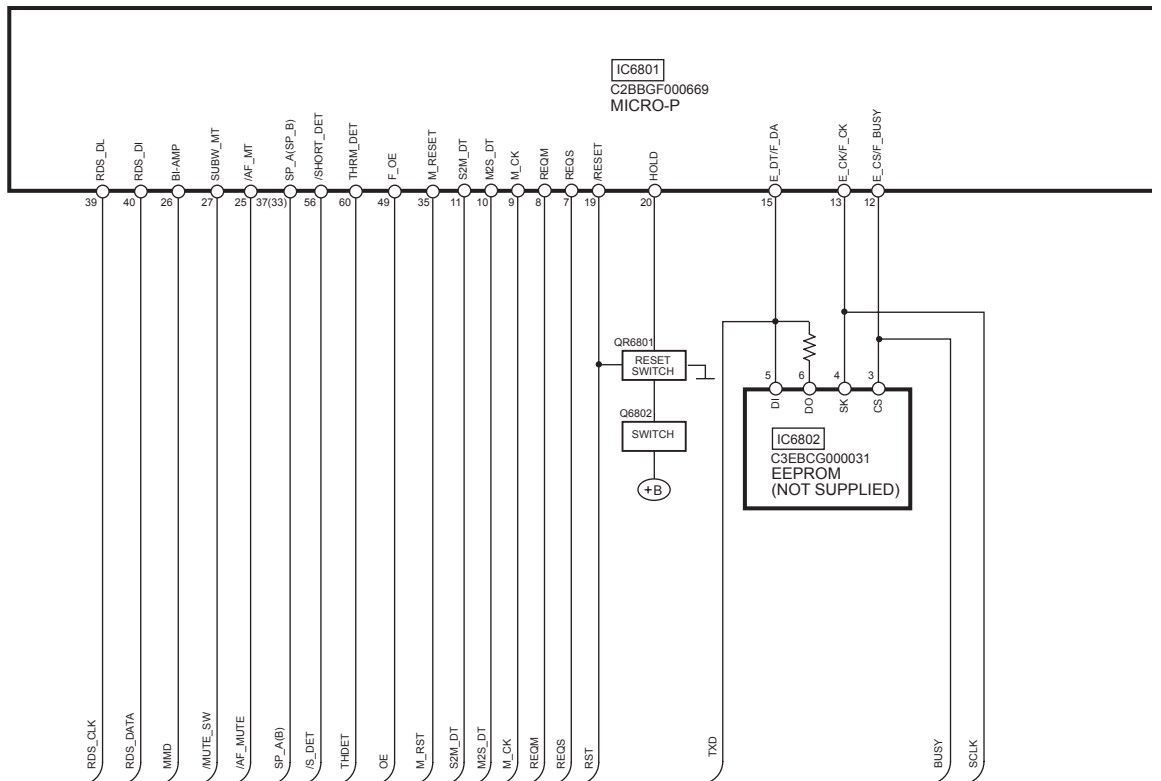 IC6801
C2BBGF000669
MICRO-P
RDS_DL
RDS_DI
BI-AMP
SUBW_MT
/AF_MT
SP_A(SP_B)
/SHORT_DET
THRM_DET
F_OE
M_RESET
S2M_DT
M2S_DT
M_CK
REQM
REQS
/RESET
HOLD
E_DT/F_DA
E_CK/F_CK
E_CS/F_BUSY
39
40
26
27
25
37(33)
56
60
49
35
11
10
9
8
7
19
20
15
13
12
QR6801
RESET
SWITCH
Q6802
SWITCH
+B
5
6
4
3
DI
DO
SK
CS
IC6802
C3EBCG000031
EEPROM
(NOT SUPPLIED)
RDS_CLK
RDS_DATA
MMD
/MUTE_SW
/AF_MUTE
SP_A(B)
/S_DET
THDET
OE
M_RST
S2M_DT
M2S_DT
M_CK
REQM
REQS
RST
TXD
BUSY
SCLK